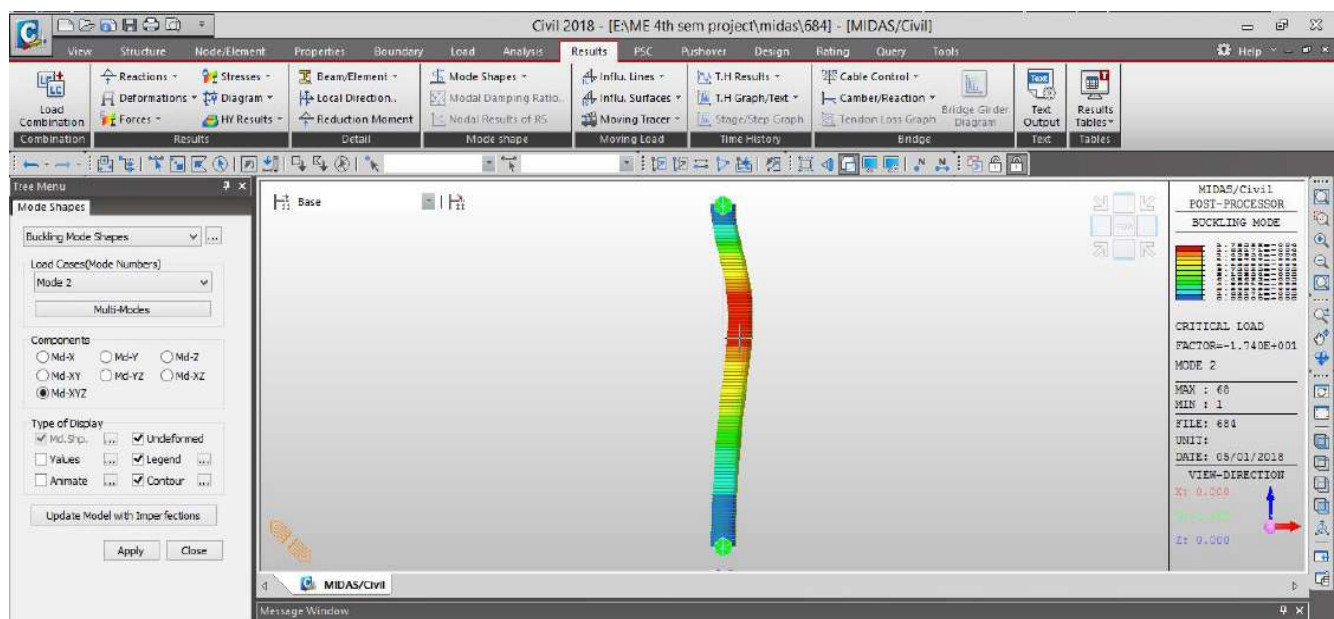 Civil 2018 - [E:\ME 4th sem project\midas\684] - [MIDAS/Civil]
View Structure Node/Element Properties Boundary Load Analysis Results PSC Pushover Design Rating Query Tools Help
Load Combination
Reactions
Deformations
Forces
Stresses
Diagram
HY Results
Beam/Element
Local Direction..
Reduction Moment
Mode Shapes
Modal Damping Ratio..
Nodal Results of RS
Influ. Lines
Influ. Surfaces
Moving Tracer
T.H Results
T.H Graph/Text
Stage/Step Graph
Cable Control
Camber/Reaction
Tendon Loss Graph
Bridge Girder
Diagram
Text
Output
Results
Tables
Combination Results Detail Mode shape Moving Load Time History Bridge Text Tables
Tree Menu
Mode Shapes
Buckling Mode Shapes ...
Load Cases(Mode Numbers)
Mode 2
Multi-Modes
Components
Md-X Md-Y Md-Z
Md-XY Md-YZ Md-XZ
Md-XYZ
Type of Display
Md.Shp. ... Undeformed
Values ... Legend ...
Animate ... Contour ...
Update Model with Imperfections
Apply Close
Base
MIDAS/Civil
POST-PROCESSOR
BUCKLING MODE
CRITICAL LOAD
FACTOR=-1.740E+001
MODE 2
MAX : 68
MIN : 1
FILE: 684
UNIT:
DATE: 05/01/2018
VIEW-DIRECTION
X: 0.000
Z: 0.000
MIDAS/Civil
Message Window